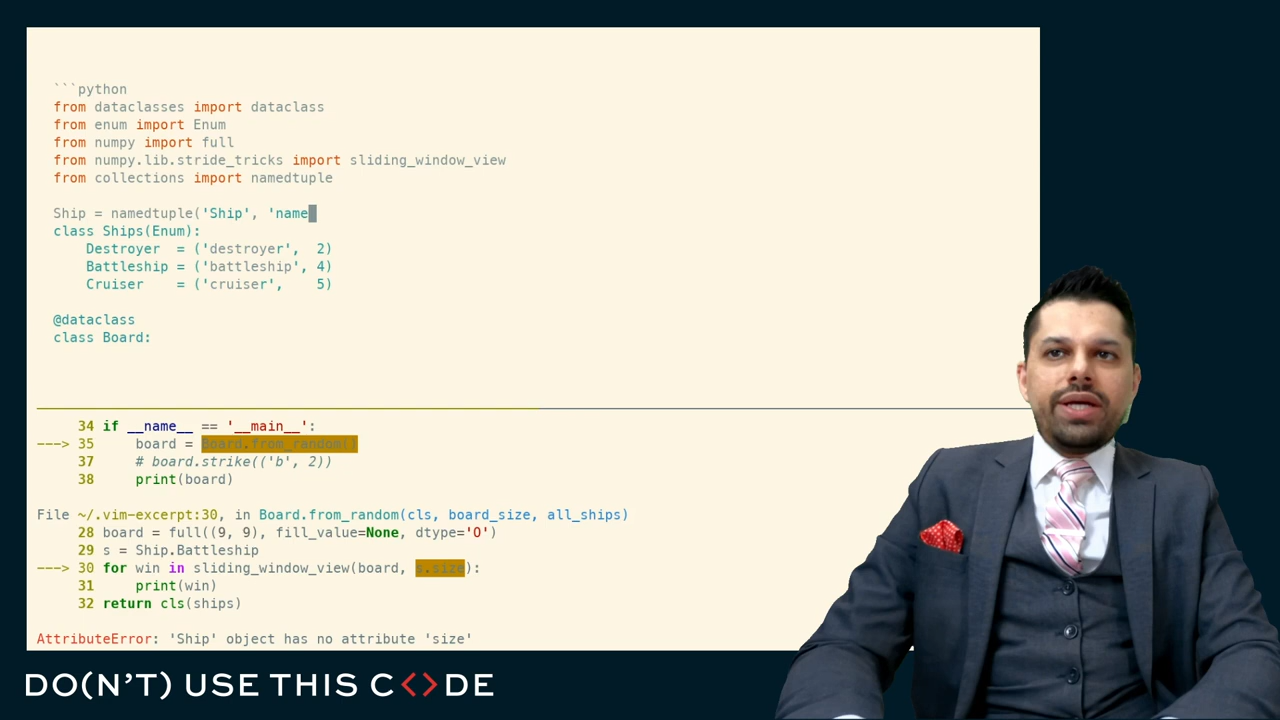 ```python
from dataclasses import dataclass
from enum import Enum
from numpy import full
from numpy.lib.stride_tricks import sliding_window_view
from collections import namedtuple
Ship = namedtuple('Ship', 'name
class Ships(Enum):
    Destroyer  = ('destroyer',  2)
    Battleship = ('battleship', 4)
    Cruiser    = ('cruiser',    5)
@dataclass
class Board:
     34 if __name__ == '__main__':
---> 35     board = Board.from_random()
     37     # board.strike(('b', 2))
     38     print(board)
File ~/.vim-excerpt:30, in Board.from_random(cls, board_size, all_ships)
     28 board = full((9, 9), fill_value=None, dtype='O')
     29 s = Ship.Battleship
---> 30 for win in sliding_window_view(board, s.size):
     31     print(win)
     32 return cls(ships)
AttributeError: 'Ship' object has no attribute 'size'
DO(N'T) USE THIS C<>DE